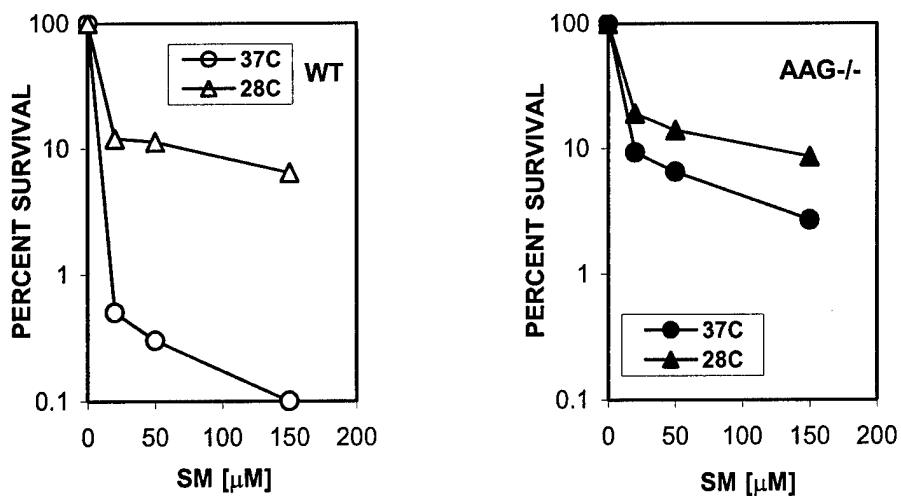 100
10
1
0.1
PERCENT SURVIVAL
37C
28C
WT
0 50 100 150 200
SM [μM]
100
10
1
0.1
PERCENT SURVIVAL
AAG-/-
37C
28C
0 50 100 150 200
SM [μM]